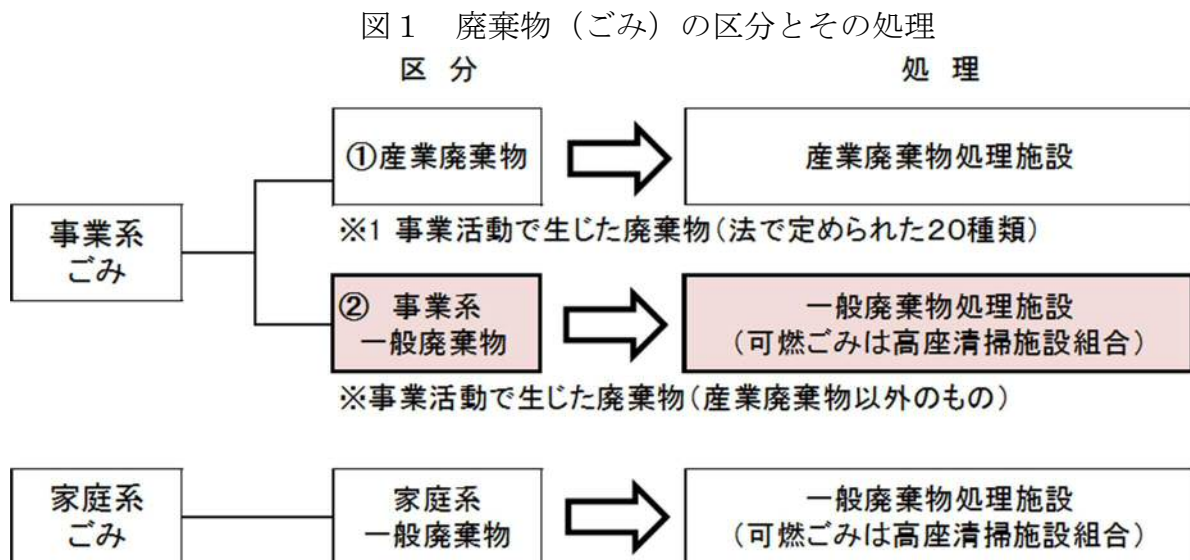 図１　廃棄物（ごみ）の区分とその処理
区 分
処 理
事業系
ごみ
①産業廃棄物
産業廃棄物処理施設
※1 事業活動で生じた廃棄物（法で定められた20種類）
② 事業系
一般廃棄物
一般廃棄物処理施設
（可燃ごみは高座清掃施設組合）
※事業活動で生じた廃棄物（産業廃棄物以外のもの）
家庭系
ごみ
家庭系
一般廃棄物
一般廃棄物処理施設
（可燃ごみは高座清掃施設組合）